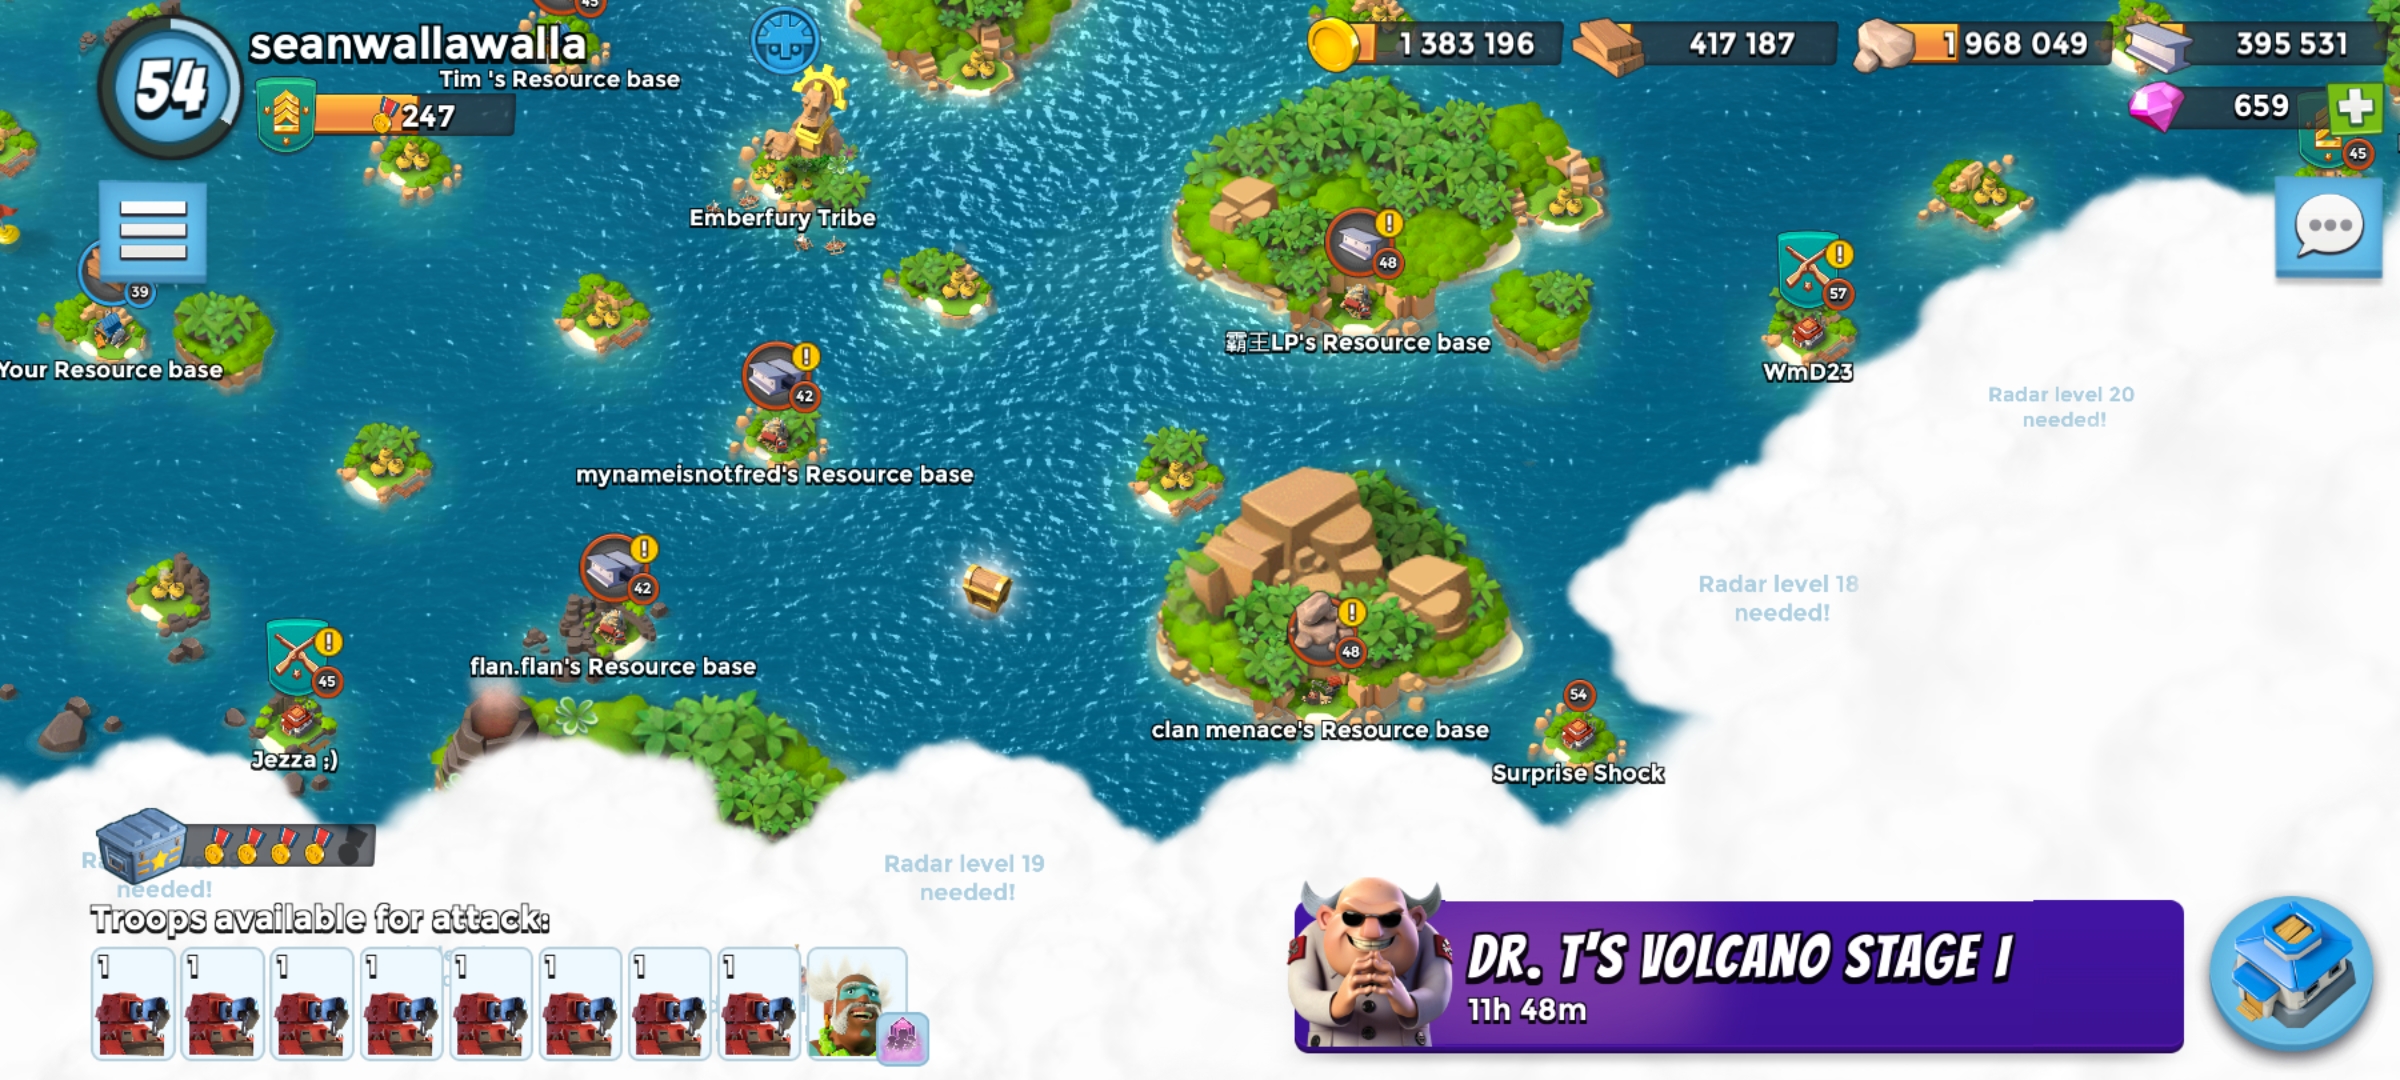 45
54
seanwallawalla
Tim 's Resource base
247
1 383 196
417 187
1 968 049
395 531
659
45
Emberfury Tribe
48
霸王LP's Resource base
57
WmD23
39
Your Resource base
42
mynameisnotfred's Resource base
Radar level 20
needed!
42
flan.flan's Resource base
Radar level 18
needed!
48
clan menace's Resource base
45
Jezza ;)
54
Surprise Shock
needed!
Radar level 19
needed!
Troops available for attack:
1
1
1
1
1
1
1
1
DR. T'S VOLCANO STAGE I
11h 48m